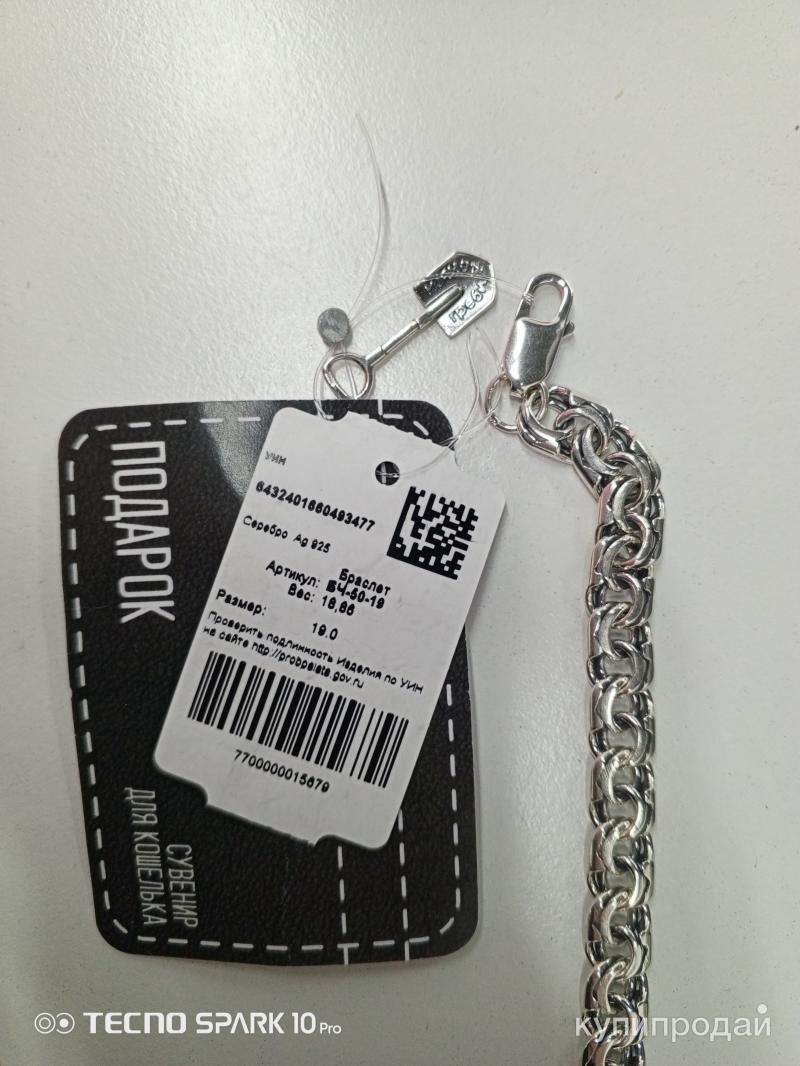 ПОДАРОК
СУВЕНИР
ДЛЯ КОШЕЛЬКА
УИН
6432401660493477
Серебро Ag 925
Браслет
Артикул: БЧ-50-19
Вес: 18,86
Размер:
19.0
Проверить подлинность Изделия по УИН
на сайте http://probpalata.gov.ru
7700000015679
TECNO SPARK 10 Pro
купипродай